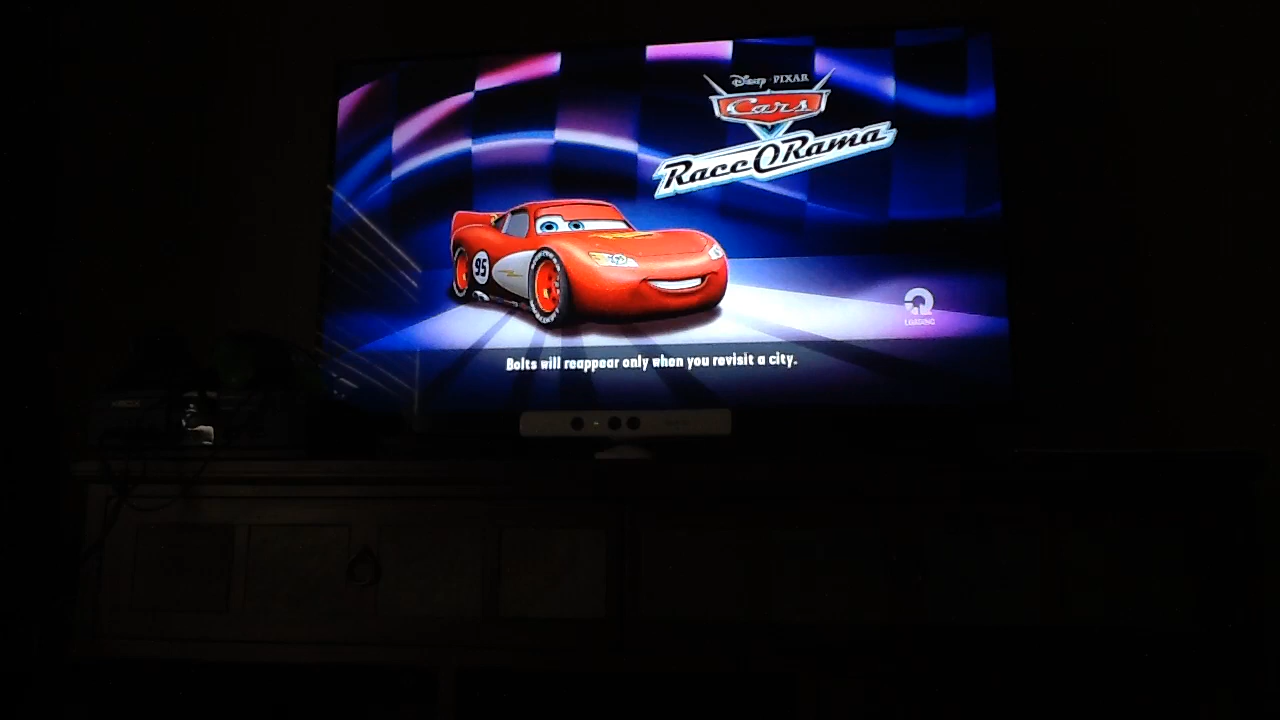 Disney · PIXAR
Cars
Race O Rama
95
LOADING
Bolts will reappear only when you revisit a city.